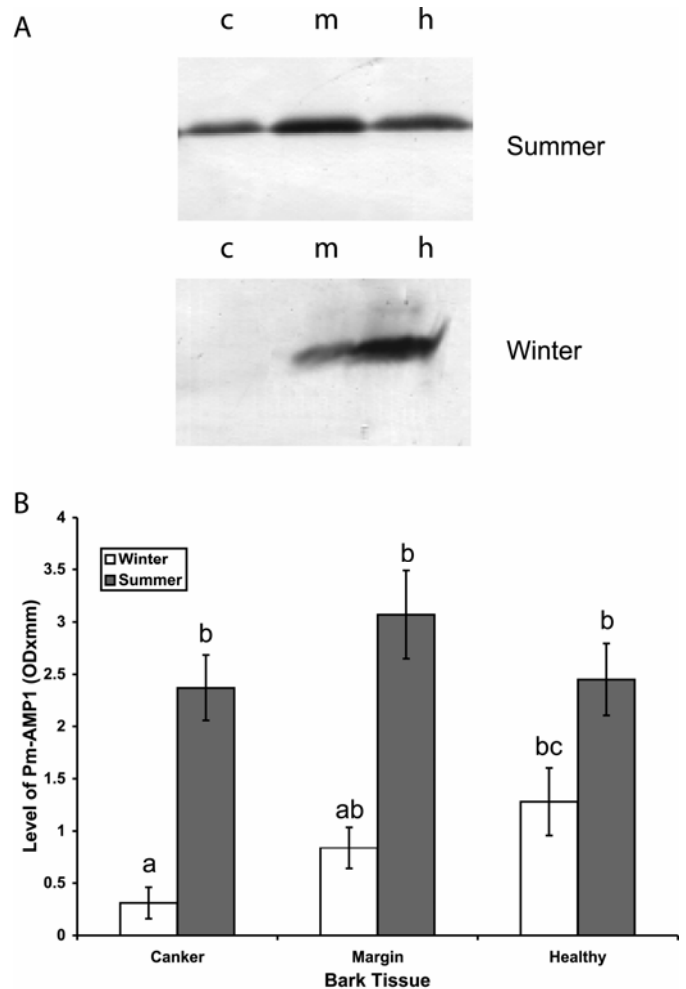 A
c m h
Summer
c m h
Winter
B
4
Winter
Summer
3.5
3
2.5
2
1.5
1
0.5
0
Level of Pm-AMP1 (ODxmm)
b
b
b
bc
ab
a
Canker Margin Healthy
Bark Tissue